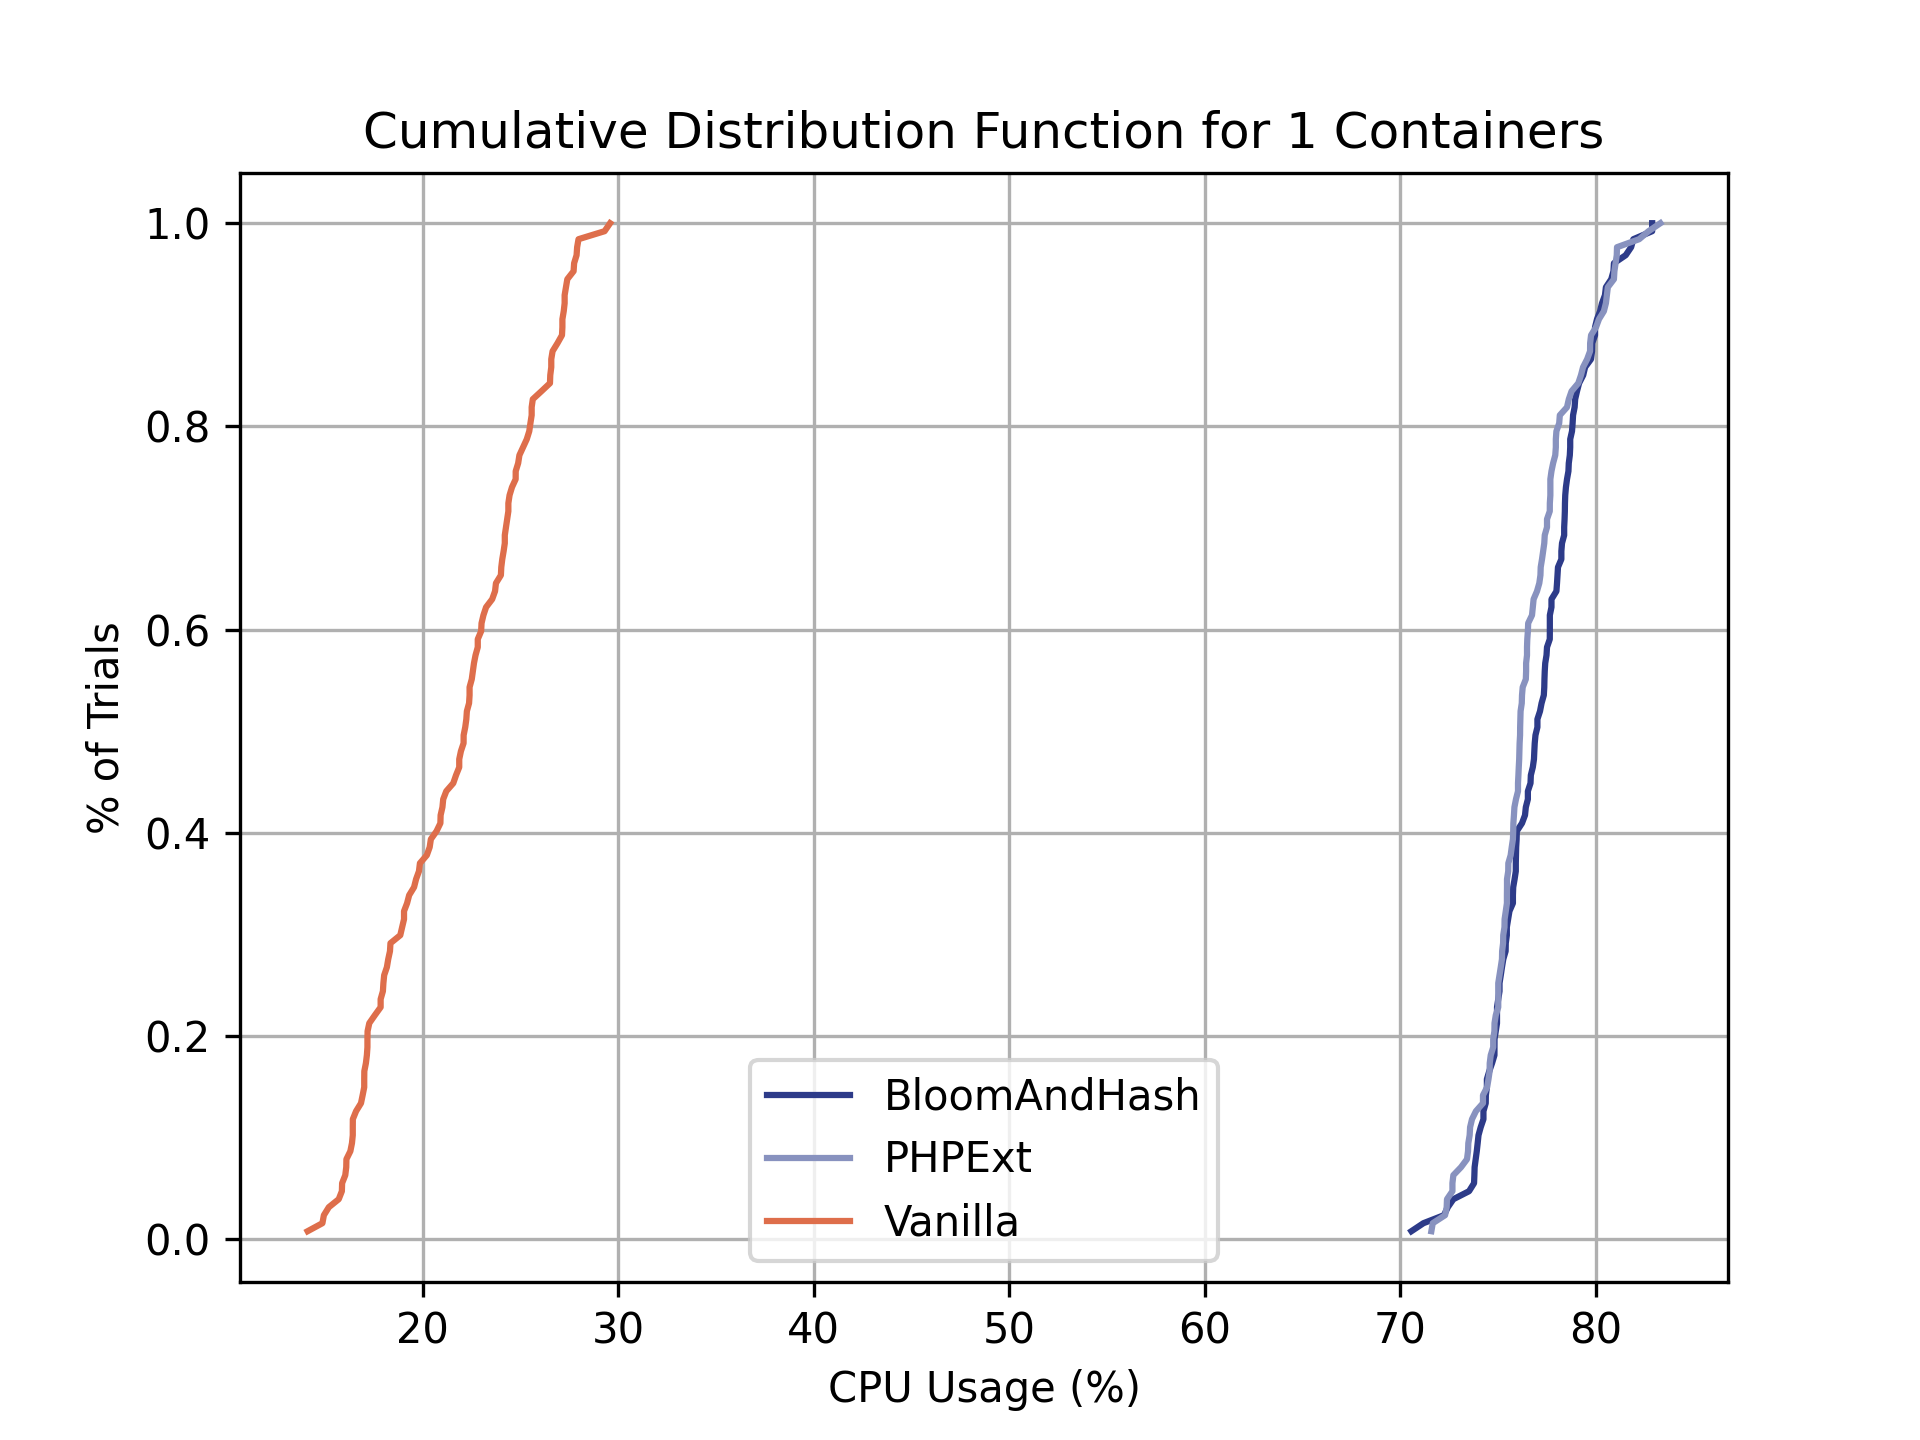 Cumulative Distribution Function for 1 Containers
% of Trials
1.0
0.8
0.6
0.4
0.2
0.0
BloomAndHash
PHPExt
Vanilla
20 30 40 50 60 70 80
CPU Usage (%)